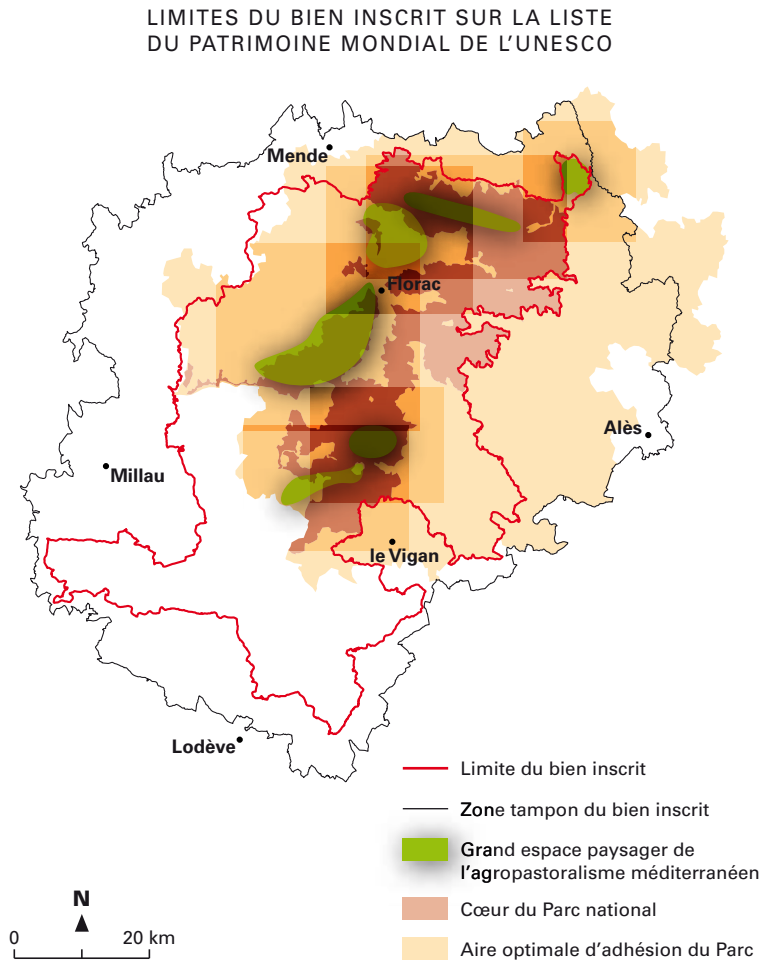 LIMITES DU BIEN INSCRIT SUR LA LISTE
DU PATRIMOINE MONDIAL DE L'UNESCO
Mende
Florac
Alès
Millau
le Vigan
Lodève
Limite du bien inscrit
Zone tampon du bien inscrit
Grand espace paysager de
l'agropastoralisme méditerranéen
Cœur du Parc national
Aire optimale d'adhésion du Parc
N
0 20 km